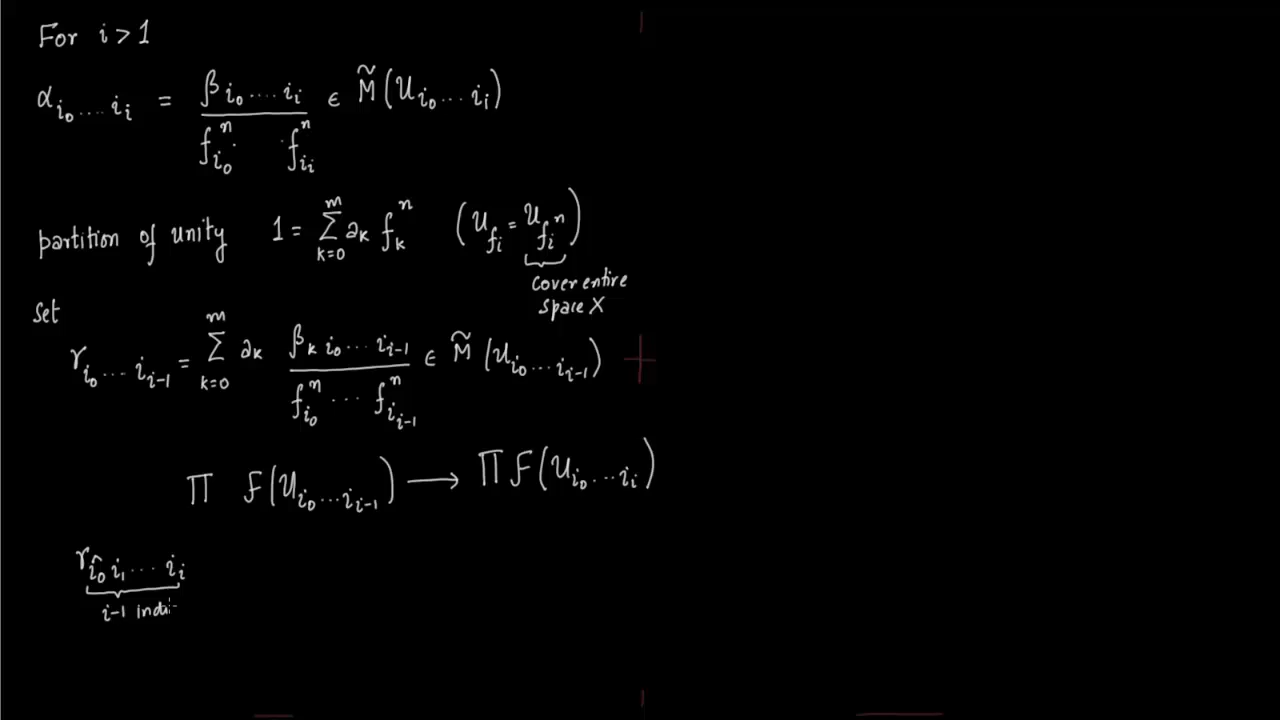 For i > 1
α_{i_0 .... i_i} = β_{i_0 .... i_i} / f_{i_0}^n f_{i_i}^n ∈ M̃(U_{i_0 ... i_i})
partition of unity 1 = Σ_{k=0}^{m} a_k f_k^n (U_{f_i} = U_{f_i^n})
cover entire
space X
Set
r_{i_0 ... i_{i-1}} = Σ_{k=0}^{m} a_k β_{k i_0 ... i_{i-1}} / f_{i_0}^n ... f_{i_{i-1}}^n ∈ M̃(U_{i_0 ... i_{i-1}})
∏ F(U_{i_0 ... i_{i-1}}) → ∏ F(U_{i_0 ... i_i})
r_{î_0 i_1 ... i_i}
i-1 indi